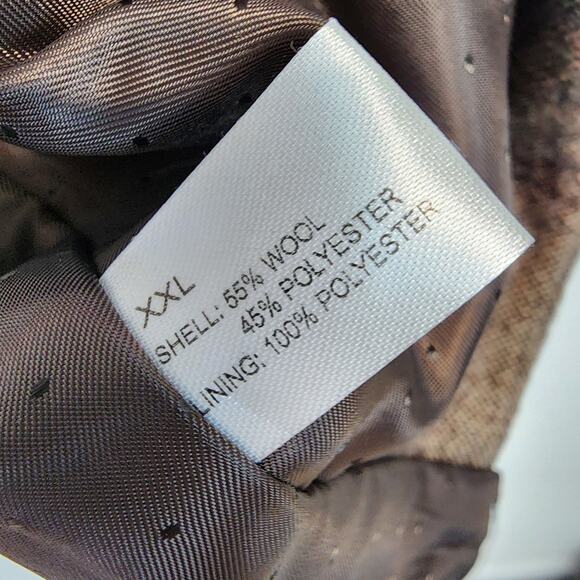 XXL
SHELL: 55% WOOL
45% POLYESTER
LINING: 100% POLYESTER